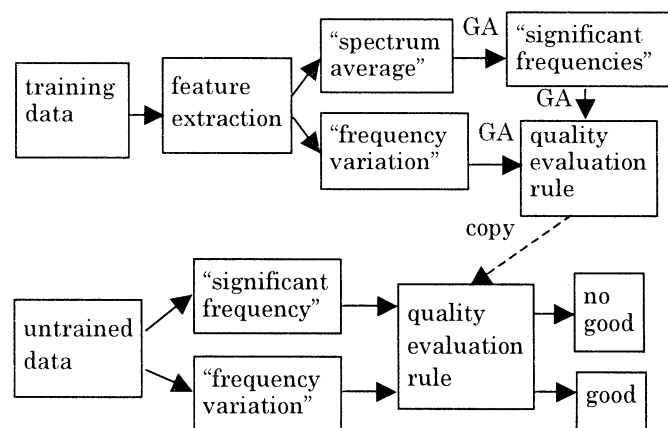 training
data
feature
extraction
“spectrum
average”
GA
“significant
frequencies”
GA
“frequency
variation”
GA
quality
evaluation
rule
copy
untrained
data
“significant
frequency”
“frequency
variation”
quality
evaluation
rule
no
good
good